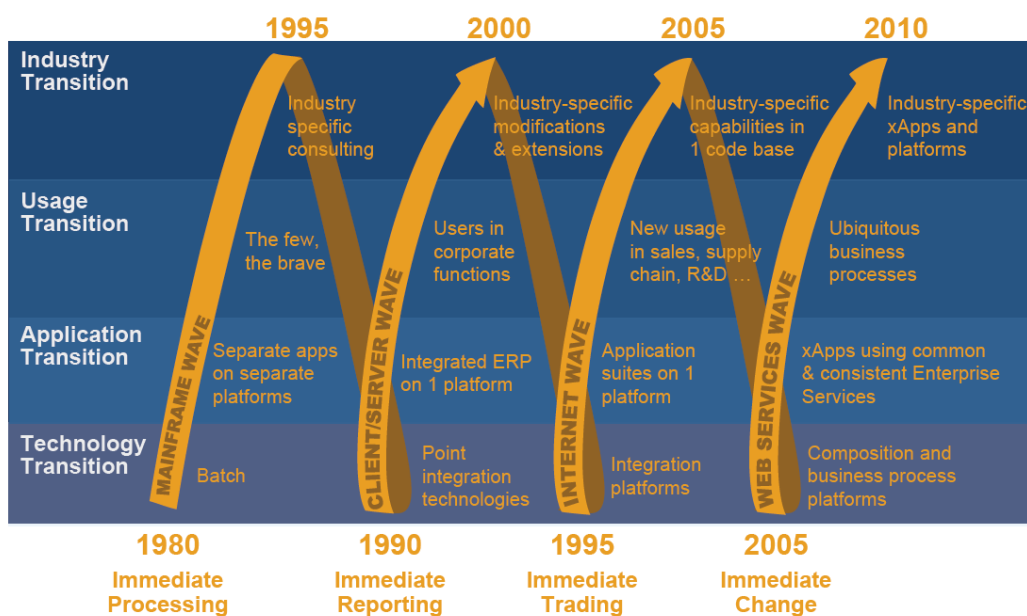 1995
2000
2005
2010
Industry
Transition
Industry
specific
consulting
Industry-specific
modifications
& extensions
Industry-specific
capabilities in
1 code base
Industry-specific
xApps and
platforms
Usage
Transition
The few,
the brave
Users in
corporate
functions
New usage
in sales, supply
chain, R&D ...
Ubiquitous
business
processes
Application
Transition
Separate apps
on separate
platforms
Integrated ERP
on 1 platform
Application
suites on 1
platform
xApps using common
& consistent Enterprise
Services
Technology
Transition
Batch
Point
integration
technologies
Integration
platforms
Composition and
business process
platforms
MAINFRAME WAVE
CLIENT/SERVER WAVE
INTERNET WAVE
WEB SERVICES WAVE
1980
Immediate
Processing
1990
Immediate
Reporting
1995
Immediate
Trading
2005
Immediate
Change